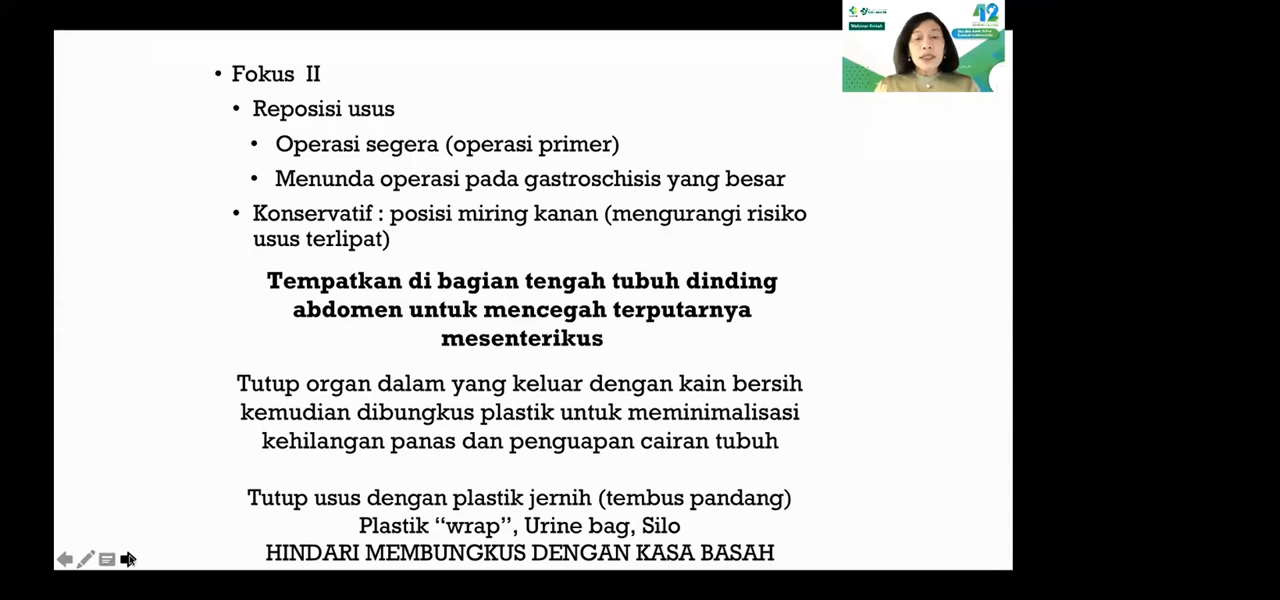 • Fokus II
• Reposisi usus
• Operasi segera (operasi primer)
• Menunda operasi pada gastroschisis yang besar
• Konservatif : posisi miring kanan (mengurangi risiko
usus terlipat)
Tempatkan di bagian tengah tubuh dinding
abdomen untuk mencegah terputarnya
mesenterikus
Tutup organ dalam yang keluar dengan kain bersih
kemudian dibungkus plastik untuk meminimalisasi
kehilangan panas dan penguapan cairan tubuh
Tutup usus dengan plastik jernih (tembus pandang)
Plastik “wrap”, Urine bag, Silo
HINDARI MEMBUNGKUS DENGAN KASA BASAH
42